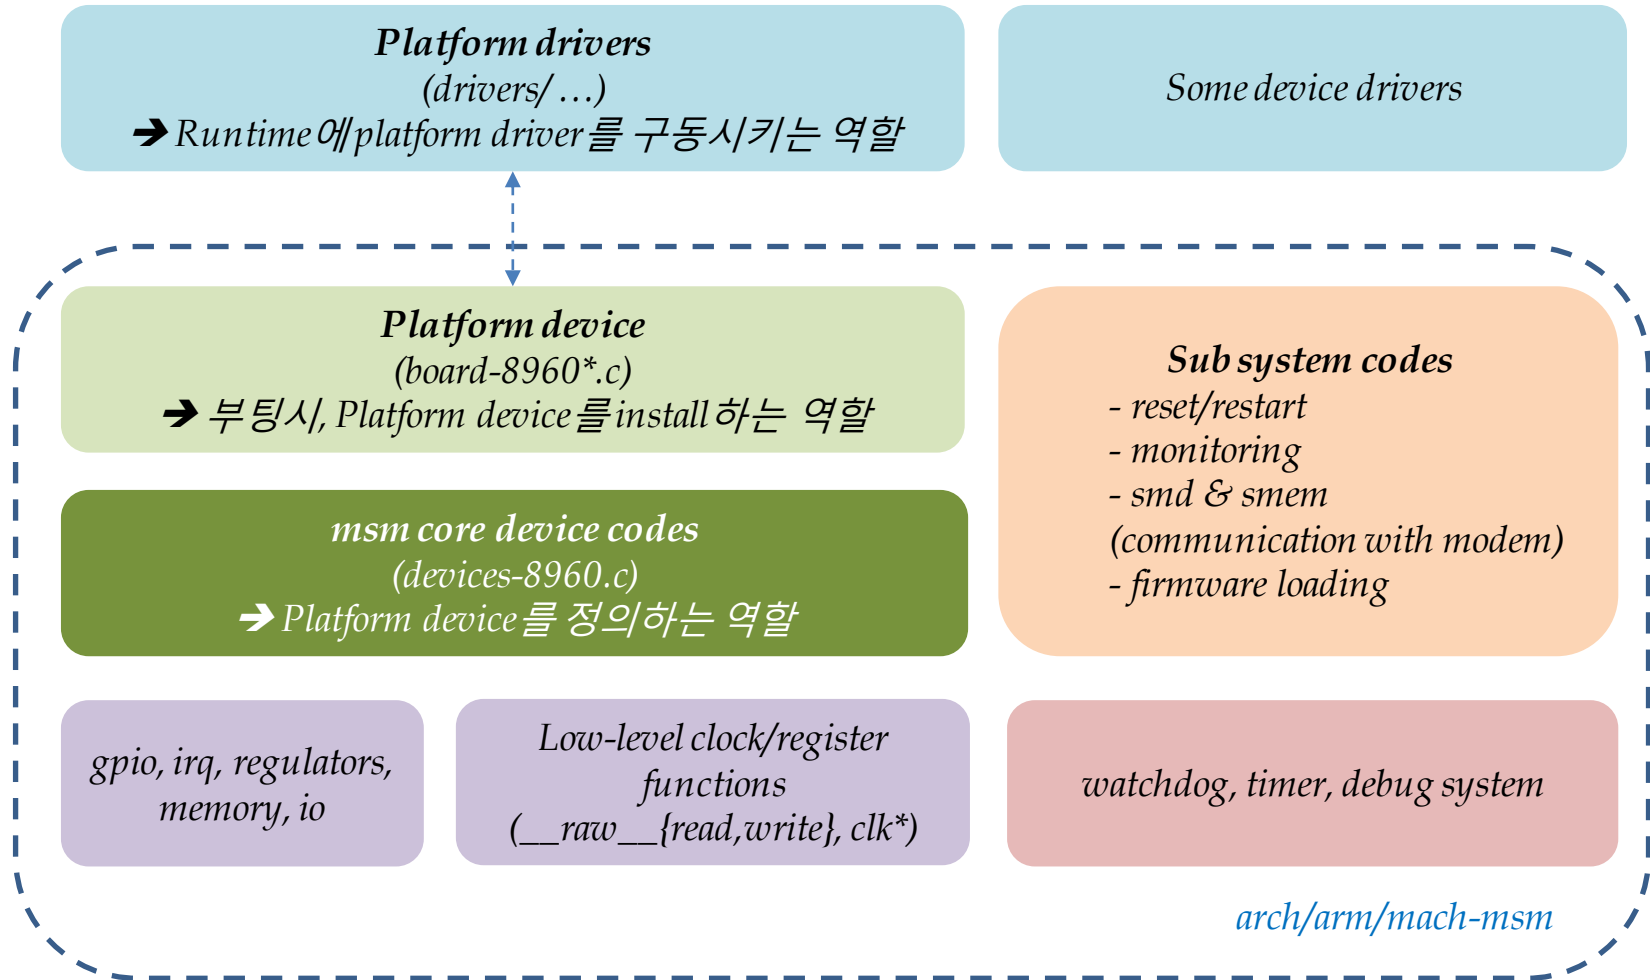 Platform drivers
(drivers/ …)
➔ Runtime에 platform driver를 구동시키는 역할
Some device drivers
Platform device
(board-8960*.c)
➔ 부팅시, Platform device를 install하는 역할
Sub system codes
- reset/restart
- monitoring
- smd & smem
(communication with modem)
- firmware loading
msm core device codes
(devices-8960.c)
➔ Platform device를 정의하는 역할
gpio, irq, regulators,
memory, io
Low-level clock/register
functions
(__raw__{read,write}, clk*)
watchdog, timer, debug system
arch/arm/mach-msm